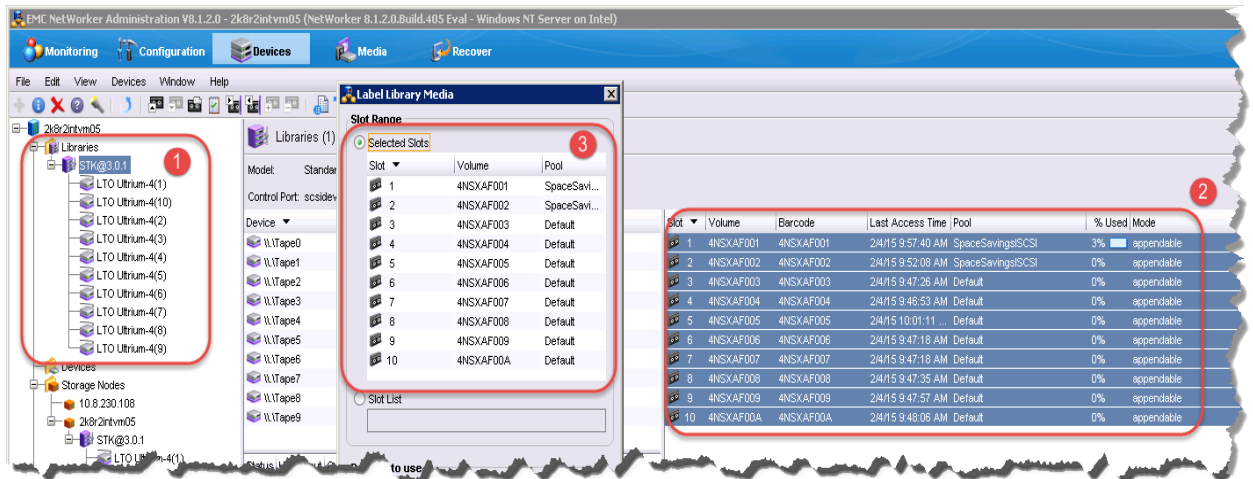 EMC NetWorker Administration V8.1.2.0 - 2k8r2intvm05 (NetWorker 8.1.2.0.Build.405 Eval - Windows NT Server on Intel)
Monitoring Configuration Devices Media Recover
File Edit View Devices Window Help
2k8r2intvm05
Libraries
STK@3.0.1
1
LTO Ultrium-4(1)
LTO Ultrium-4(10)
LTO Ultrium-4(2)
LTO Ultrium-4(3)
LTO Ultrium-4(4)
LTO Ultrium-4(5)
LTO Ultrium-4(6)
LTO Ultrium-4(7)
LTO Ultrium-4(8)
LTO Ultrium-4(9)
Devices
Storage Nodes
10.8.230.108
2k8r2intvm05
STK@3.0.1
Libraries (1)
Model: Standar
Control Port: scsidev
Device
\\.\Tape0
\\.\Tape1
\\.\Tape2
\\.\Tape3
\\.\Tape4
\\.\Tape5
\\.\Tape6
\\.\Tape7
\\.\Tape8
\\.\Tape9
Label Library Media
Slot Range
Selected Slots
3
Slot Volume Pool
1 4NSXAF001 SpaceSavi...
2 4NSXAF002 SpaceSavi...
3 4NSXAF003 Default
4 4NSXAF004 Default
5 4NSXAF005 Default
6 4NSXAF006 Default
7 4NSXAF007 Default
8 4NSXAF008 Default
9 4NSXAF009 Default
10 4NSXAF00A Default
Slot List
to use
2
Slot Volume Barcode Last Access Time Pool % Used Mode
1 4NSXAF001 4NSXAF001 2/4/15 9:57:40 AM SpaceSavingsISCSI 3% appendable
2 4NSXAF002 4NSXAF002 2/4/15 9:52:08 AM SpaceSavingsISCSI 0% appendable
3 4NSXAF003 4NSXAF003 2/4/15 9:47:26 AM Default 0% appendable
4 4NSXAF004 4NSXAF004 2/4/15 9:46:53 AM Default 0% appendable
5 4NSXAF005 4NSXAF005 2/4/15 10:01:11 ... Default 0% appendable
6 4NSXAF006 4NSXAF006 2/4/15 9:47:18 AM Default 0% appendable
7 4NSXAF007 4NSXAF007 2/4/15 9:47:18 AM Default 0% appendable
8 4NSXAF008 4NSXAF008 2/4/15 9:47:35 AM Default 0% appendable
9 4NSXAF009 4NSXAF009 2/4/15 9:47:57 AM Default 0% appendable
10 4NSXAF00A 4NSXAF00A 2/4/15 9:48:06 AM Default 0% appendable